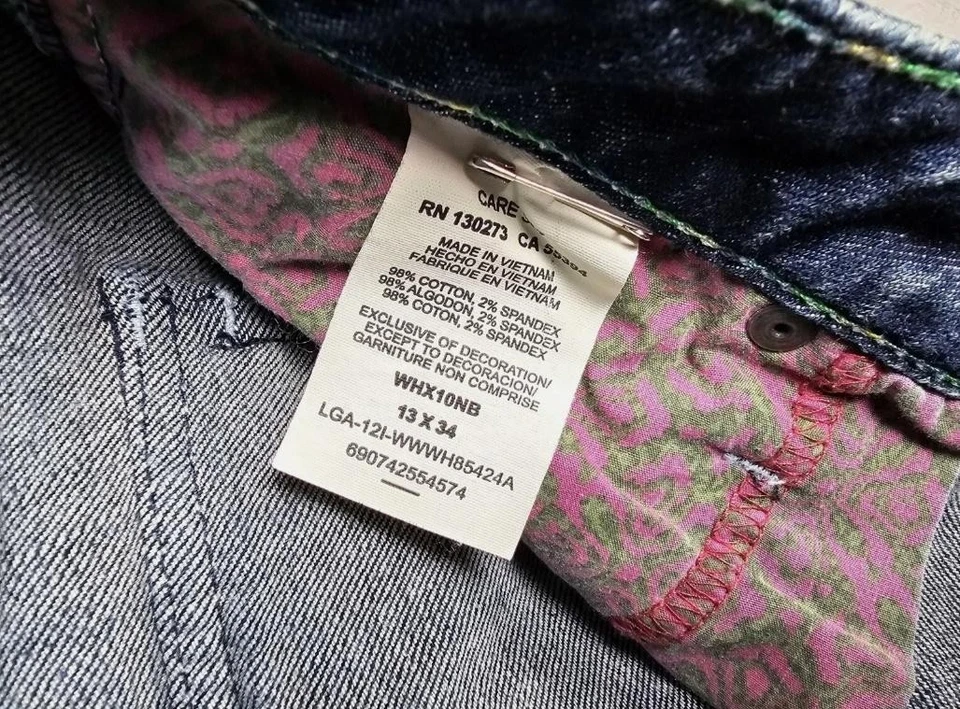 CARE
RN 130273 CA 55394
MADE IN VIETNAM
HECHO EN VIETNAM
FABRIQUE EN VIETNAM
98% COTTON, 2% SPANDEX
98% ALGODON, 2% SPANDEX
98% COTON, 2% SPANDEX
EXCLUSIVE OF DECORATION/
EXCEPTO DECORACION/
GARNITURE NON COMPRISE
WHX10NB
13 X 34
LGA-12I-WWWH85424A
690742554574